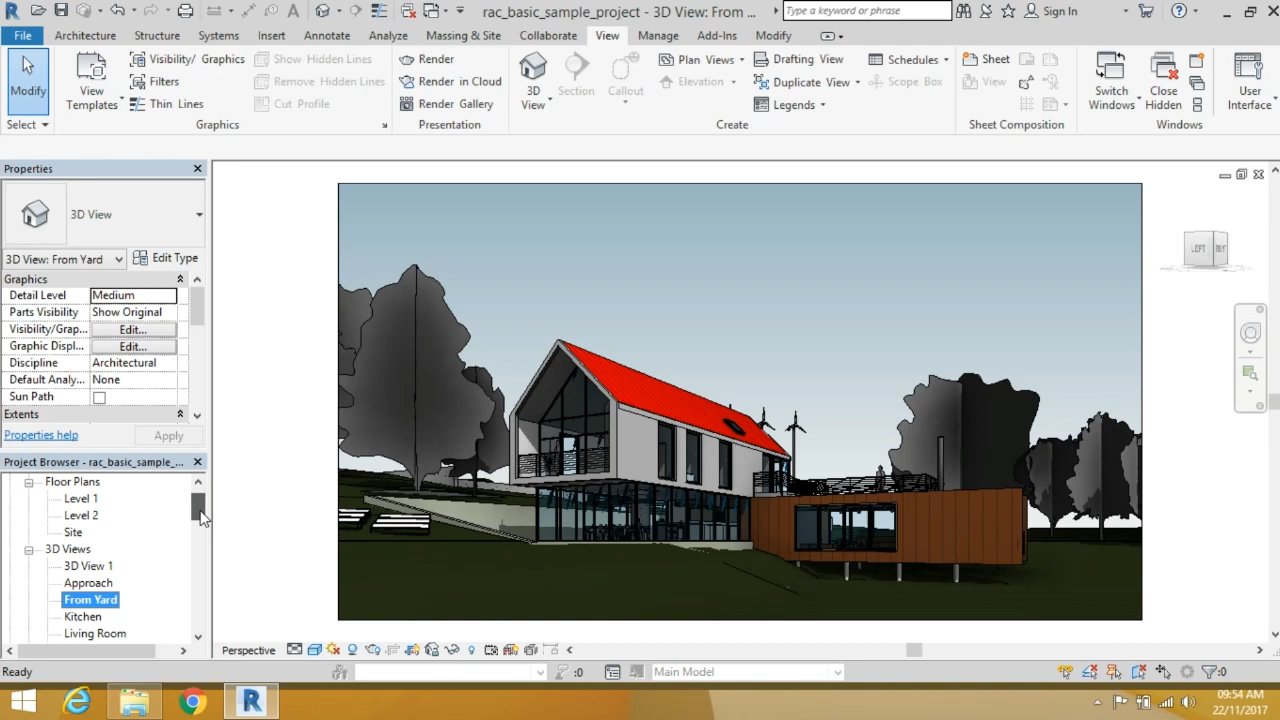 rac_basic_sample_project - 3D View: From ...
Type a keyword or phrase
Sign In
File Architecture Structure Systems Insert Annotate Analyze Massing & Site Collaborate View Manage Add-Ins Modify
Modify
Select
View Templates
Visibility/ Graphics
Filters
Thin Lines
Show Hidden Lines
Remove Hidden Lines
Cut Profile
Graphics
Render
Render in Cloud
Render Gallery
Presentation
3D View
Section
Callout
Plan Views
Elevation
Drafting View
Duplicate View
Legends
Schedules
Scope Box
Create
Sheet
View
Sheet Composition
Switch Windows
Close Hidden
User Interface
Windows
Properties
3D View
3D View: From Yard
Edit Type
Graphics
Detail Level Medium
Parts Visibility Show Original
Visibility/Grap... Edit...
Graphic Displ... Edit...
Discipline Architectural
Default Analy... None
Sun Path
Extents
Properties help
Apply
Project Browser - rac_basic_sample_...
Floor Plans
Level 1
Level 2
Site
3D Views
3D View 1
Approach
From Yard
Kitchen
Living Room
LEFT
Perspective
Ready
:0
Main Model
:0
09:54 AM
22/11/2017